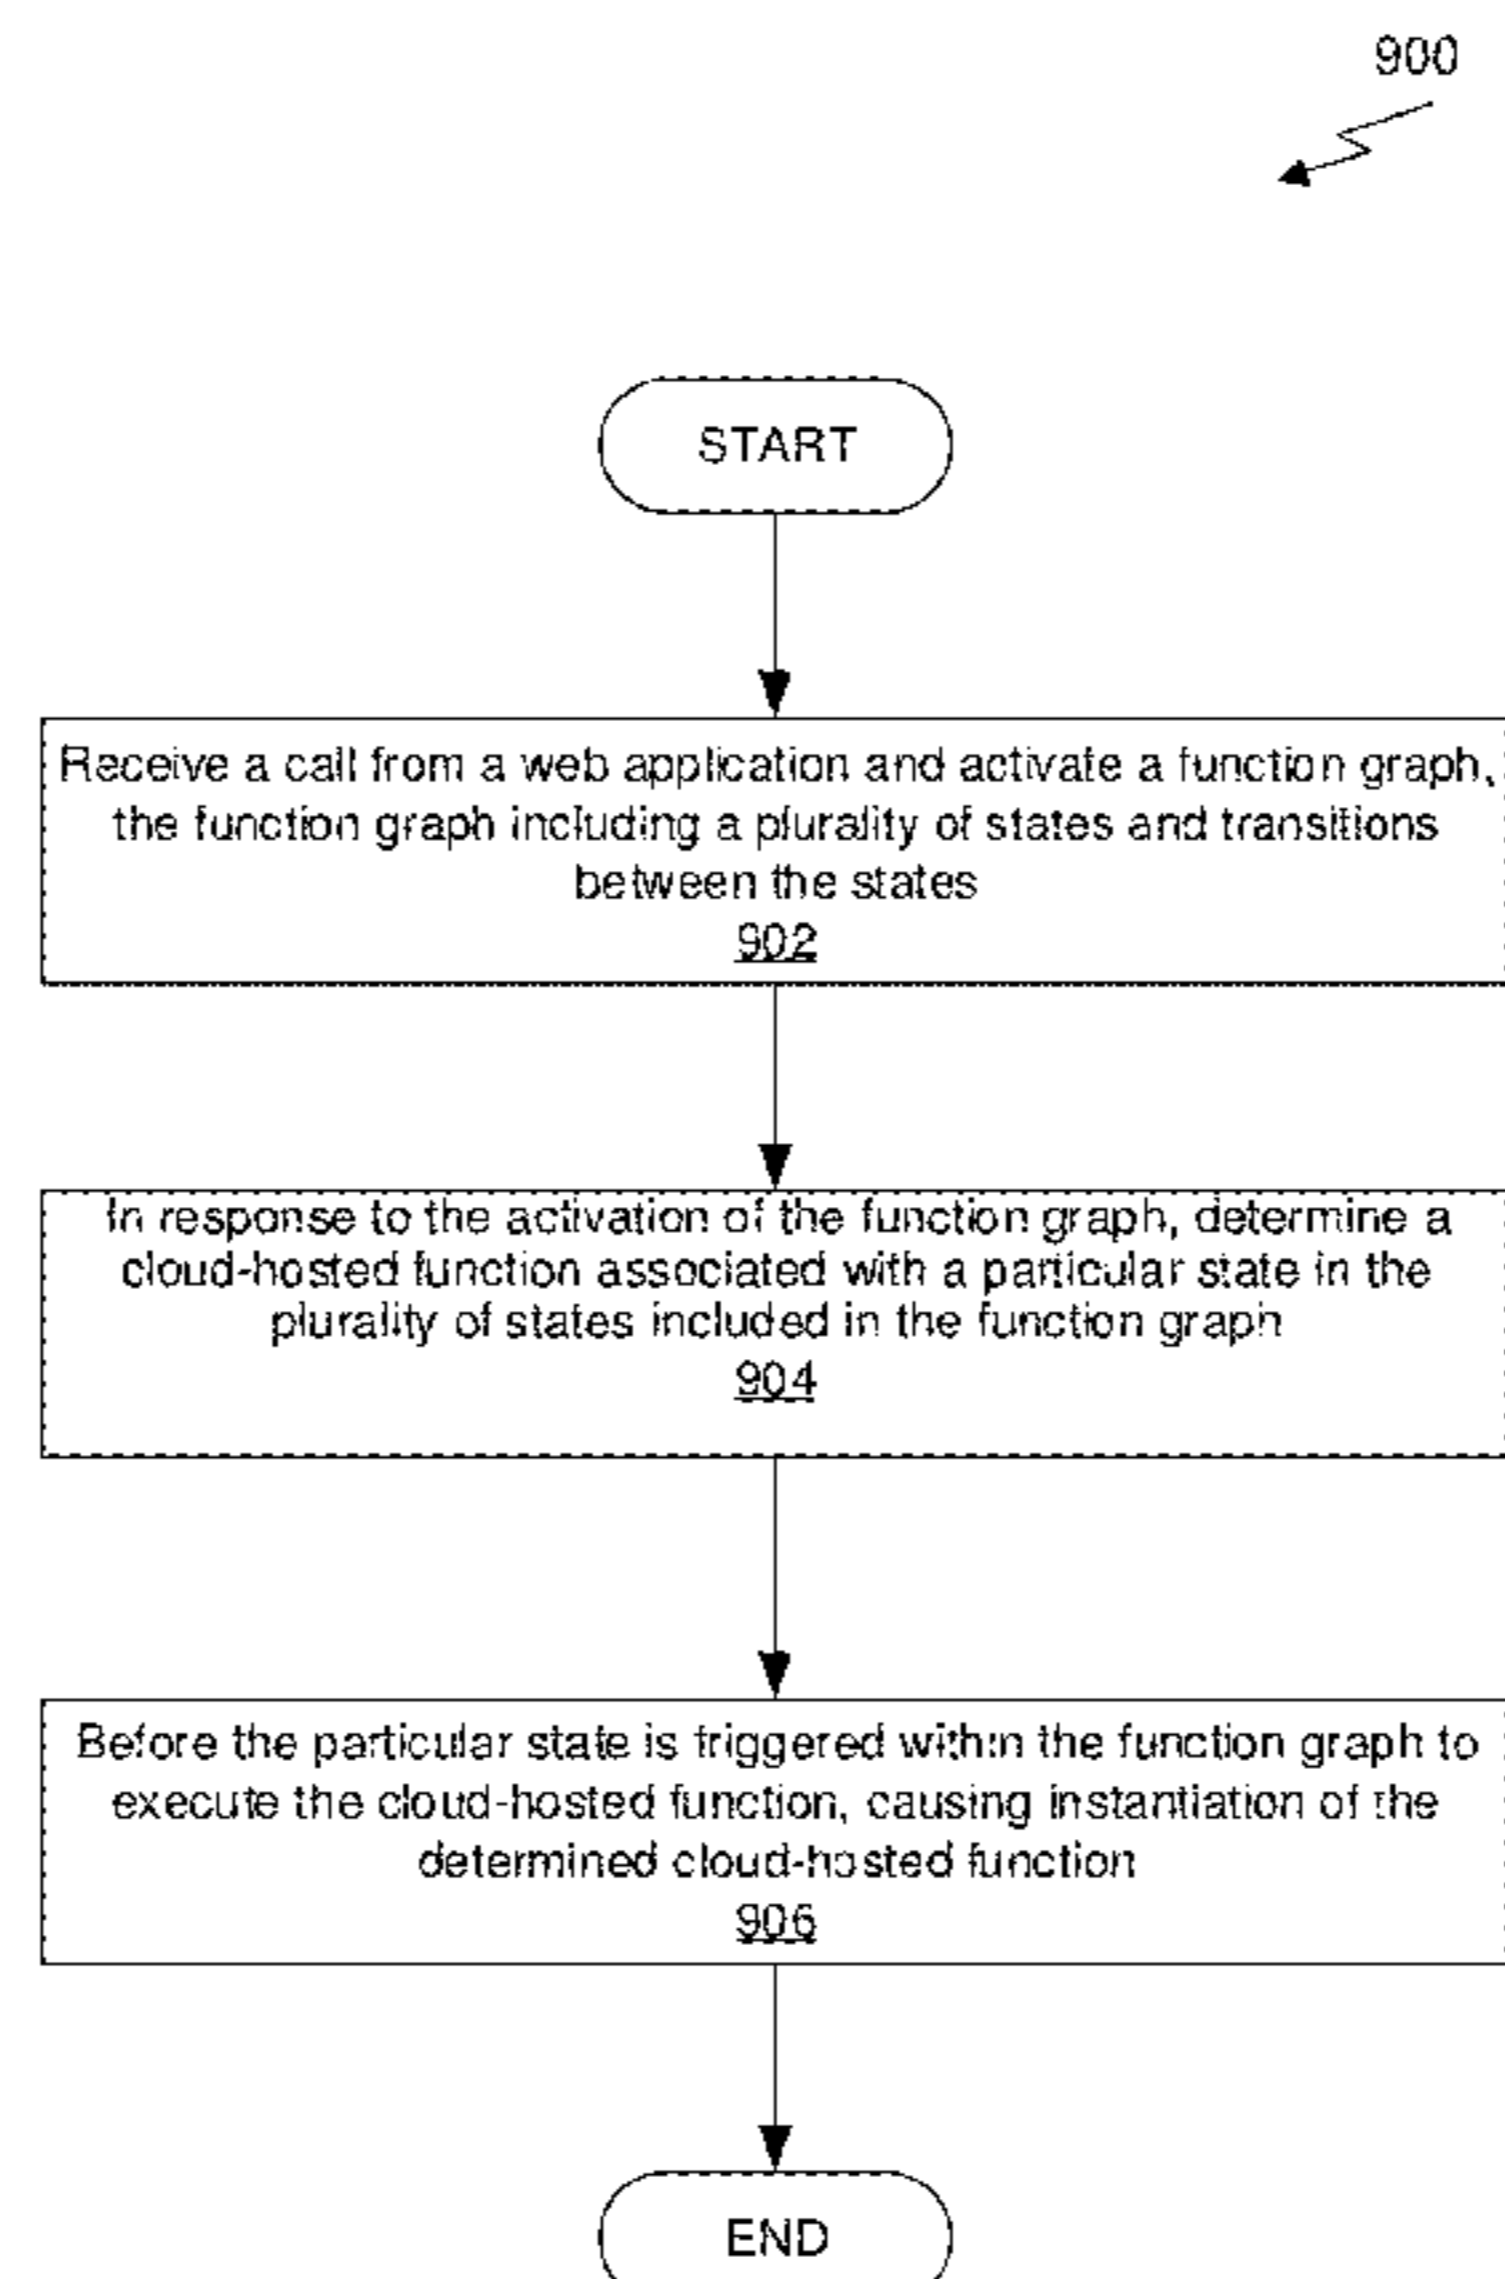 900
START
Receive a call from a web application and activate a function graph,
the function graph including a plurality of states and transitions
between the states
902
In response to the activation of the function graph, determine a
cloud-hosted function associated with a particular state in the
plurality of states included in the function graph
904
Before the particular state is triggered within the function graph to
execute the cloud-hosted function, causing instantiation of the
determined cloud-hosted function
906
END